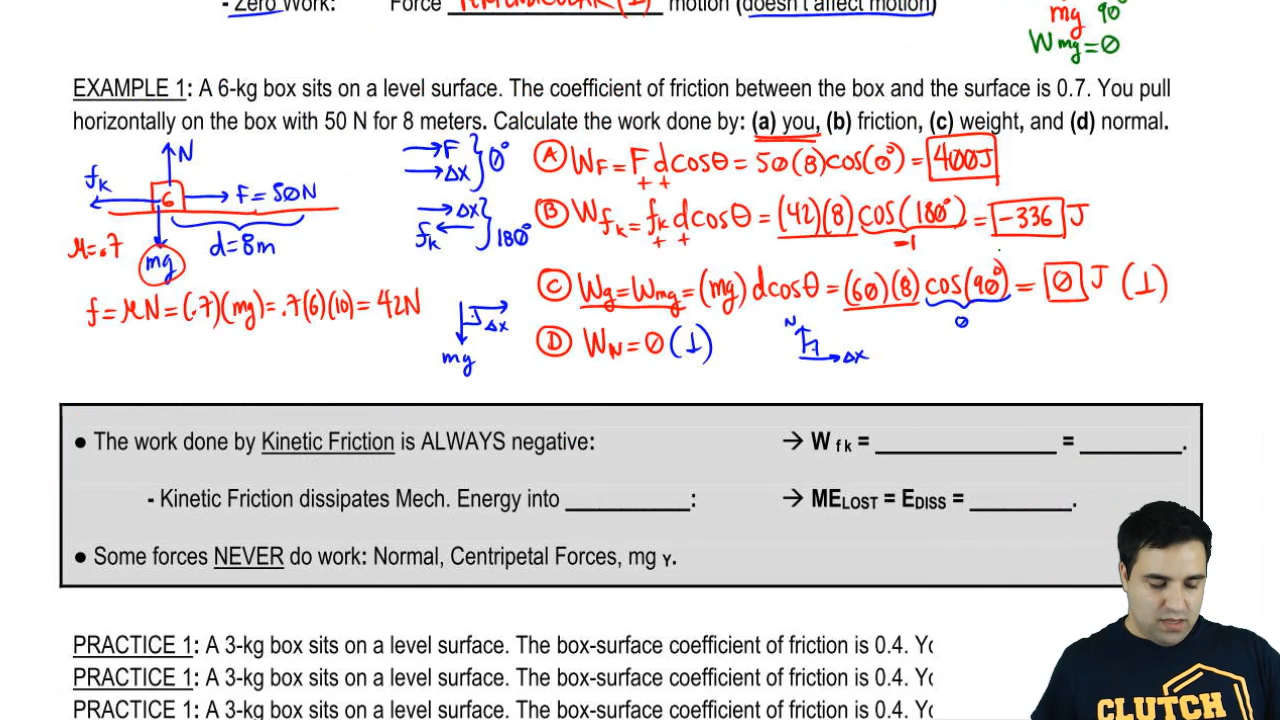 - Zero Work: Force PERPENDICULAR (⊥) motion (doesn't affect motion)
mg 90°
Wmg=0
EXAMPLE 1: A 6-kg box sits on a level surface. The coefficient of friction between the box and the surface is 0.7. You pull
horizontally on the box with 50 N for 8 meters. Calculate the work done by: (a) you, (b) friction, (c) weight, and (d) normal.
N
fk
6
F = 50N
μ=.7
mg
d=8m
f = μN = (.7)(mg) = .7(6)(10) = 42N
F
Δx
0°
Δx
fk
180°
Δx
mg
A WF = F d cosθ = 50(8) cos(0°) = 400J
+ +
B Wfk = fk d cosθ = (42)(8) cos(180°) = -336 J
+ +
-1
C Wg = Wmg = (mg) d cosθ = (60)(8) cos(90°) = 0 J (⊥)
0
D WN = 0 (⊥)
N
Δx
● The work done by Kinetic Friction is ALWAYS negative: → W fk = ____________ = ______.
- Kinetic Friction dissipates Mech. Energy into ________: → MELOST = EDISS = ______.
● Some forces NEVER do work: Normal, Centripetal Forces, mg Y.
PRACTICE 1: A 3-kg box sits on a level surface. The box-surface coefficient of friction is 0.4. Yo
PRACTICE 1: A 3-kg box sits on a level surface. The box-surface coefficient of friction is 0.4. Yo
PRACTICE 1: A 3-kg box sits on a level surface. The box-surface coefficient of friction is 0.4. Yo
CLUTCH